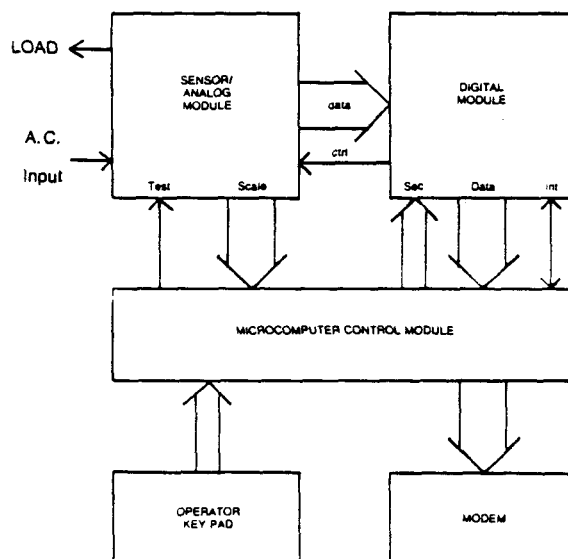 LOAD
SENSOR/
ANALOG
MODULE
DIGITAL
MODULE
data
A.C.
Input
ctrl
Test
Scale
Sec
Data
Int
MICROCOMPUTER CONTROL MODULE
OPERATOR
KEY PAD
MODEM